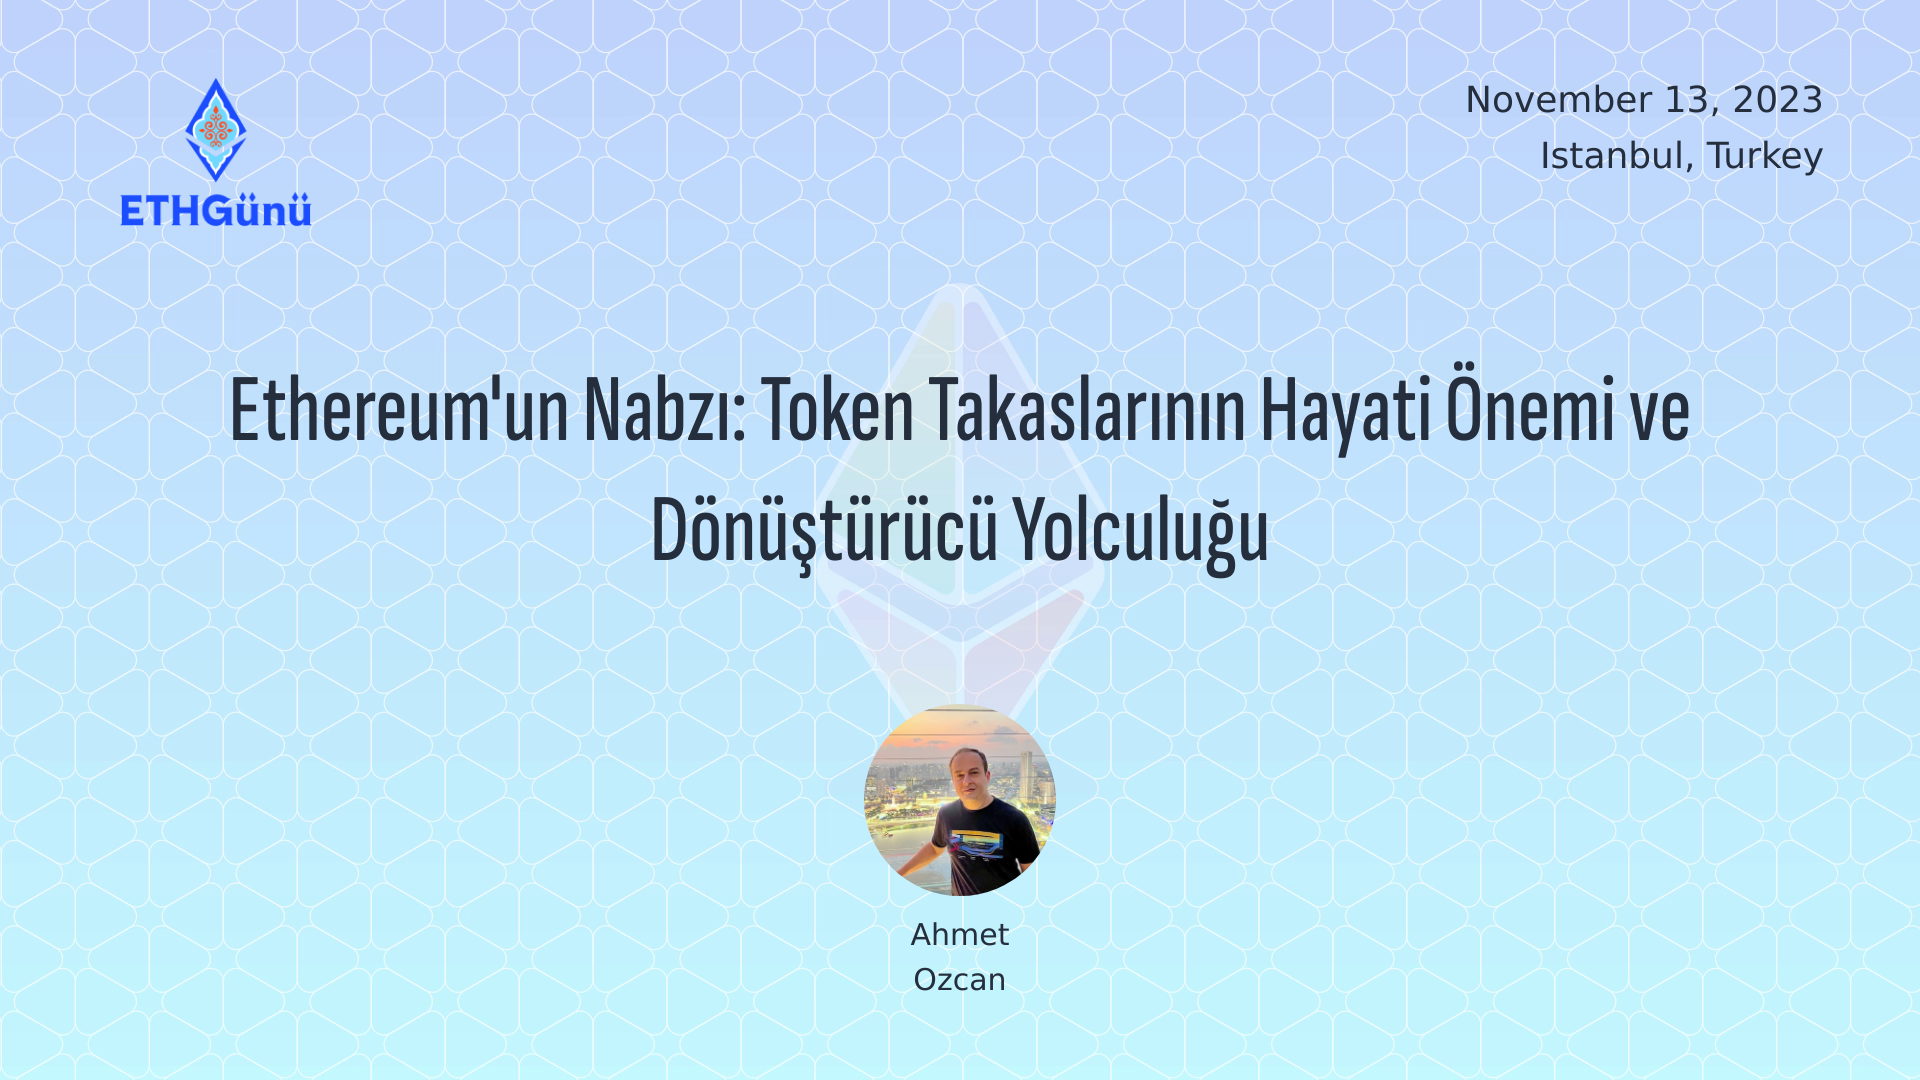 ETHGünü
November 13, 2023
Istanbul, Turkey
Ethereum'un Nabzı: Token Takaslarının Hayati Önemi ve
Dönüştürücü Yolculuğu
Ahmet
Ozcan